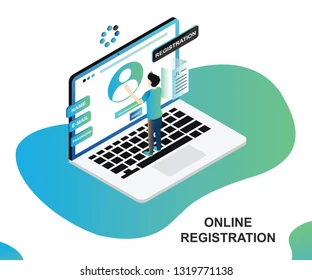 REGISTRATION
NAME
E-MAIL
ONLINE
REGISTRATION
shutterstock.com · 1319771138